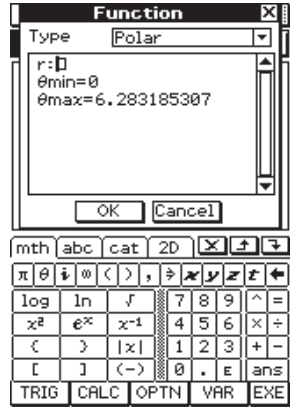 Function
Type Polar
r:
θmin=0
θmax=6.283185307
OK Cancel
mth abc cat 2D
π θ i ∞ ( ) , ⇒ x y z t ←
log ln √ 7 8 9 ^ =
x² eˣ x⁻¹ 4 5 6 × ÷
( ) |x| 1 2 3 + −
[ ] (−) 0 . E ans
TRIG CALC OPTN VAR EXE